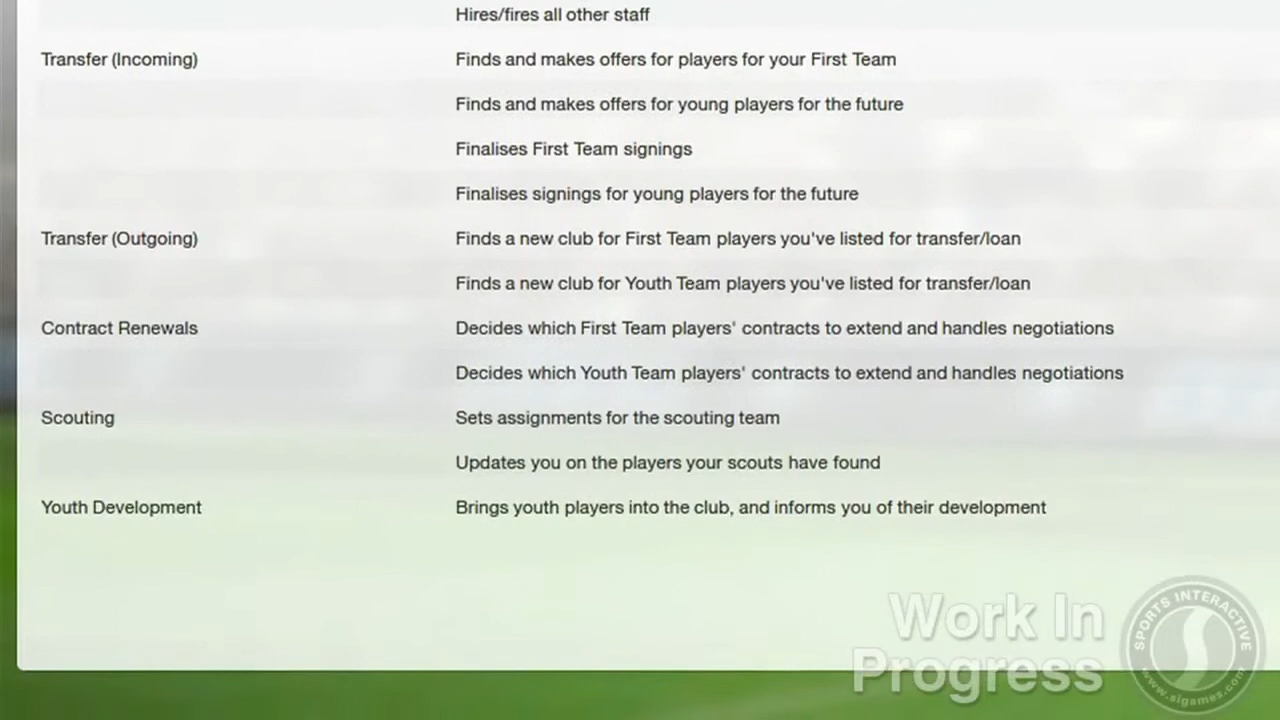 Hires/fires all other staff
Transfer (Incoming) Finds and makes offers for players for your First Team
Finds and makes offers for young players for the future
Finalises First Team signings
Finalises signings for young players for the future
Transfer (Outgoing) Finds a new club for First Team players you've listed for transfer/loan
Finds a new club for Youth Team players you've listed for transfer/loan
Contract Renewals Decides which First Team players' contracts to extend and handles negotiations
Decides which Youth Team players' contracts to extend and handles negotiations
Scouting Sets assignments for the scouting team
Updates you on the players your scouts have found
Youth Development Brings youth players into the club, and informs you of their development
Work In
Progress
SPORTS INTERACTIVE
www.sigames.com